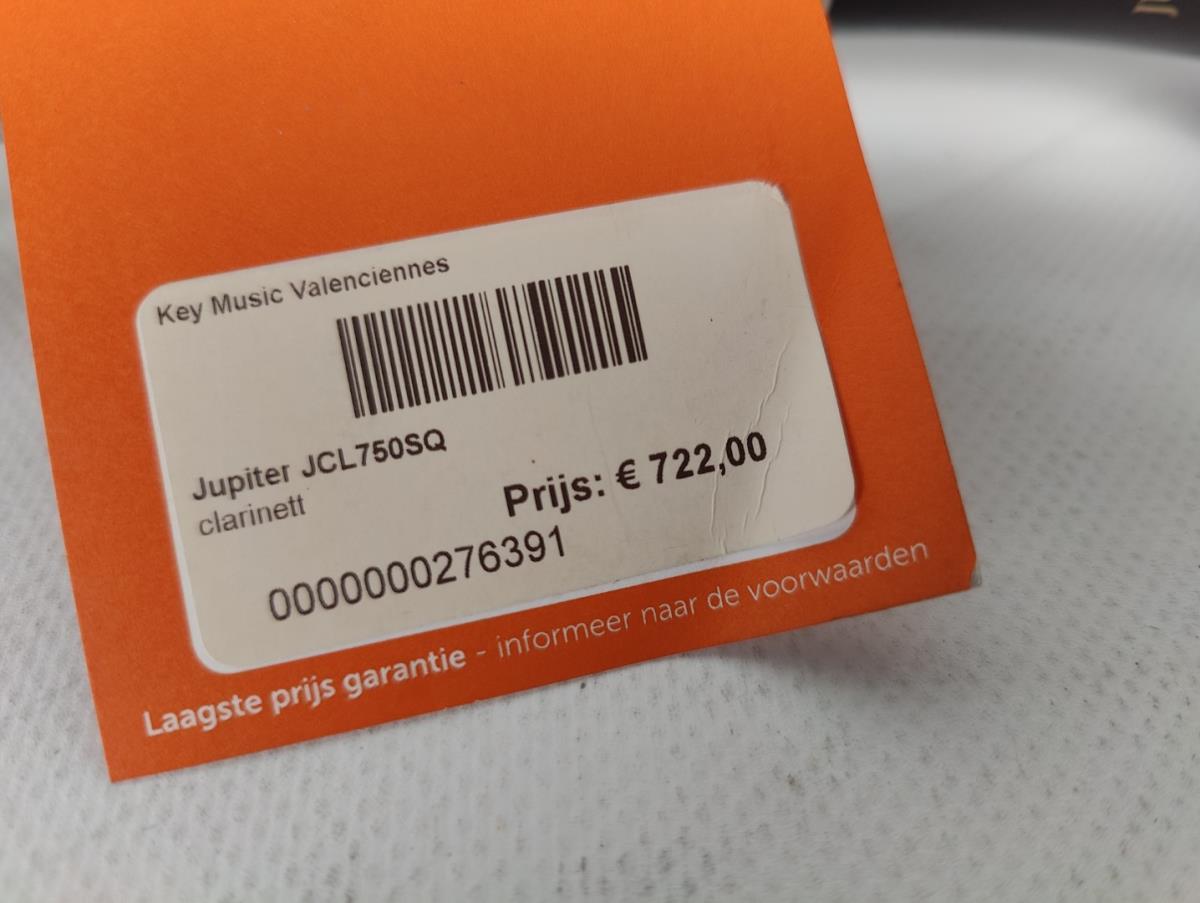 Key Music Valenciennes
Jupiter JCL750SQ
clarinett
Prijs: € 722,00
0000000276391
Laagste prijs garantie - informeer naar de voorwaarden